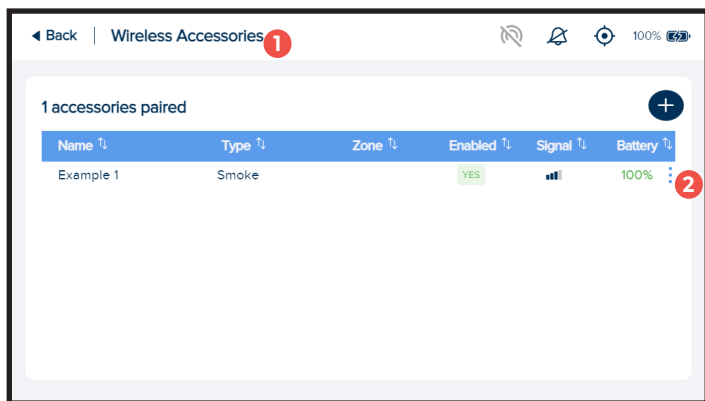 Back Wireless Accessories 1 100%
1 accessories paired
Name Type Zone Enabled Signal Battery
Example 1 Smoke YES 100% 2